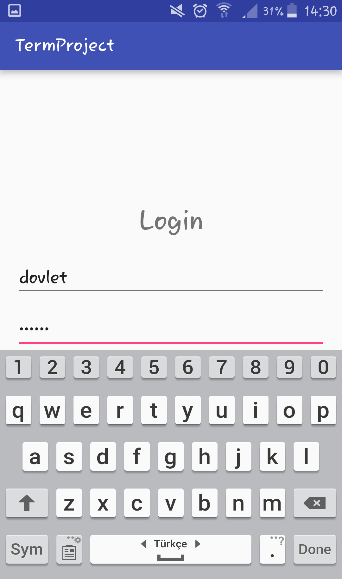 31% 14:30
TermProject
Login
dovlet
......
1 2 3 4 5 6 7 8 9 0
q w e r t y u i o p
a s d f g h j k l
z x c v b n m
Sym Türkçe . ...? Done